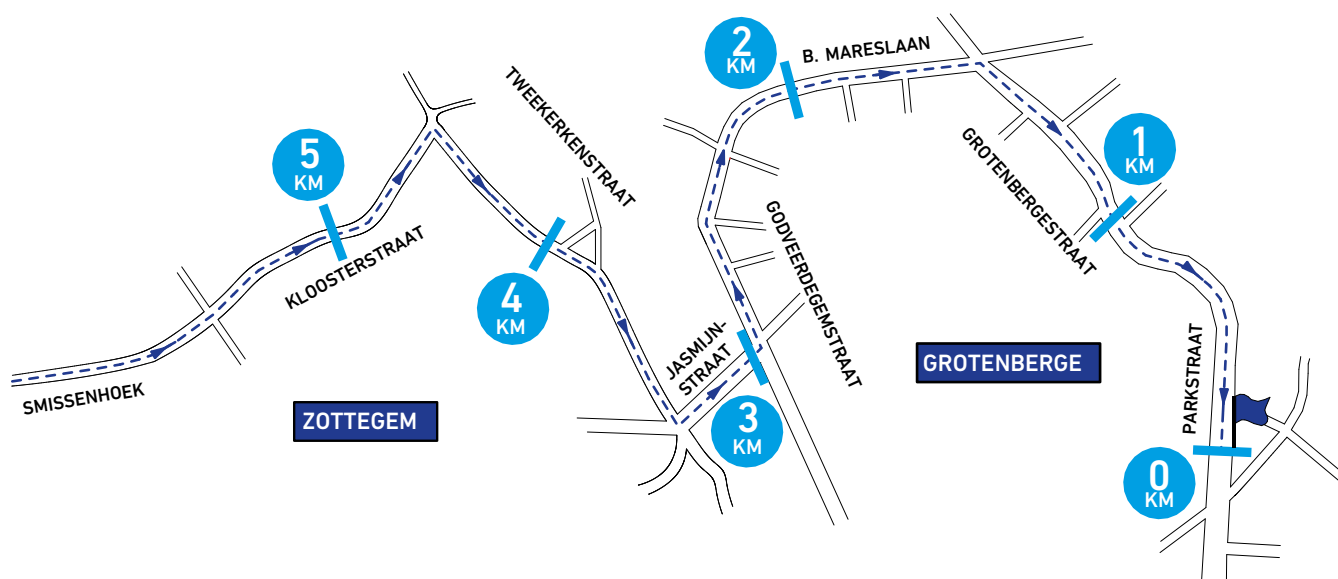 2
KM
B. MARESLAAN
TWEEKERKENSTRAAT
5
KM
1
KM
GROTENBERGESTRAAT
GODVEERDEGEMSTRAAT
KLOOSTERSTRAAT
4
KM
JASMIJN-
STRAAT
GROTENBERGE
PARKSTRAAT
SMISSENHOEK
ZOTTEGEM
3
KM
0
KM